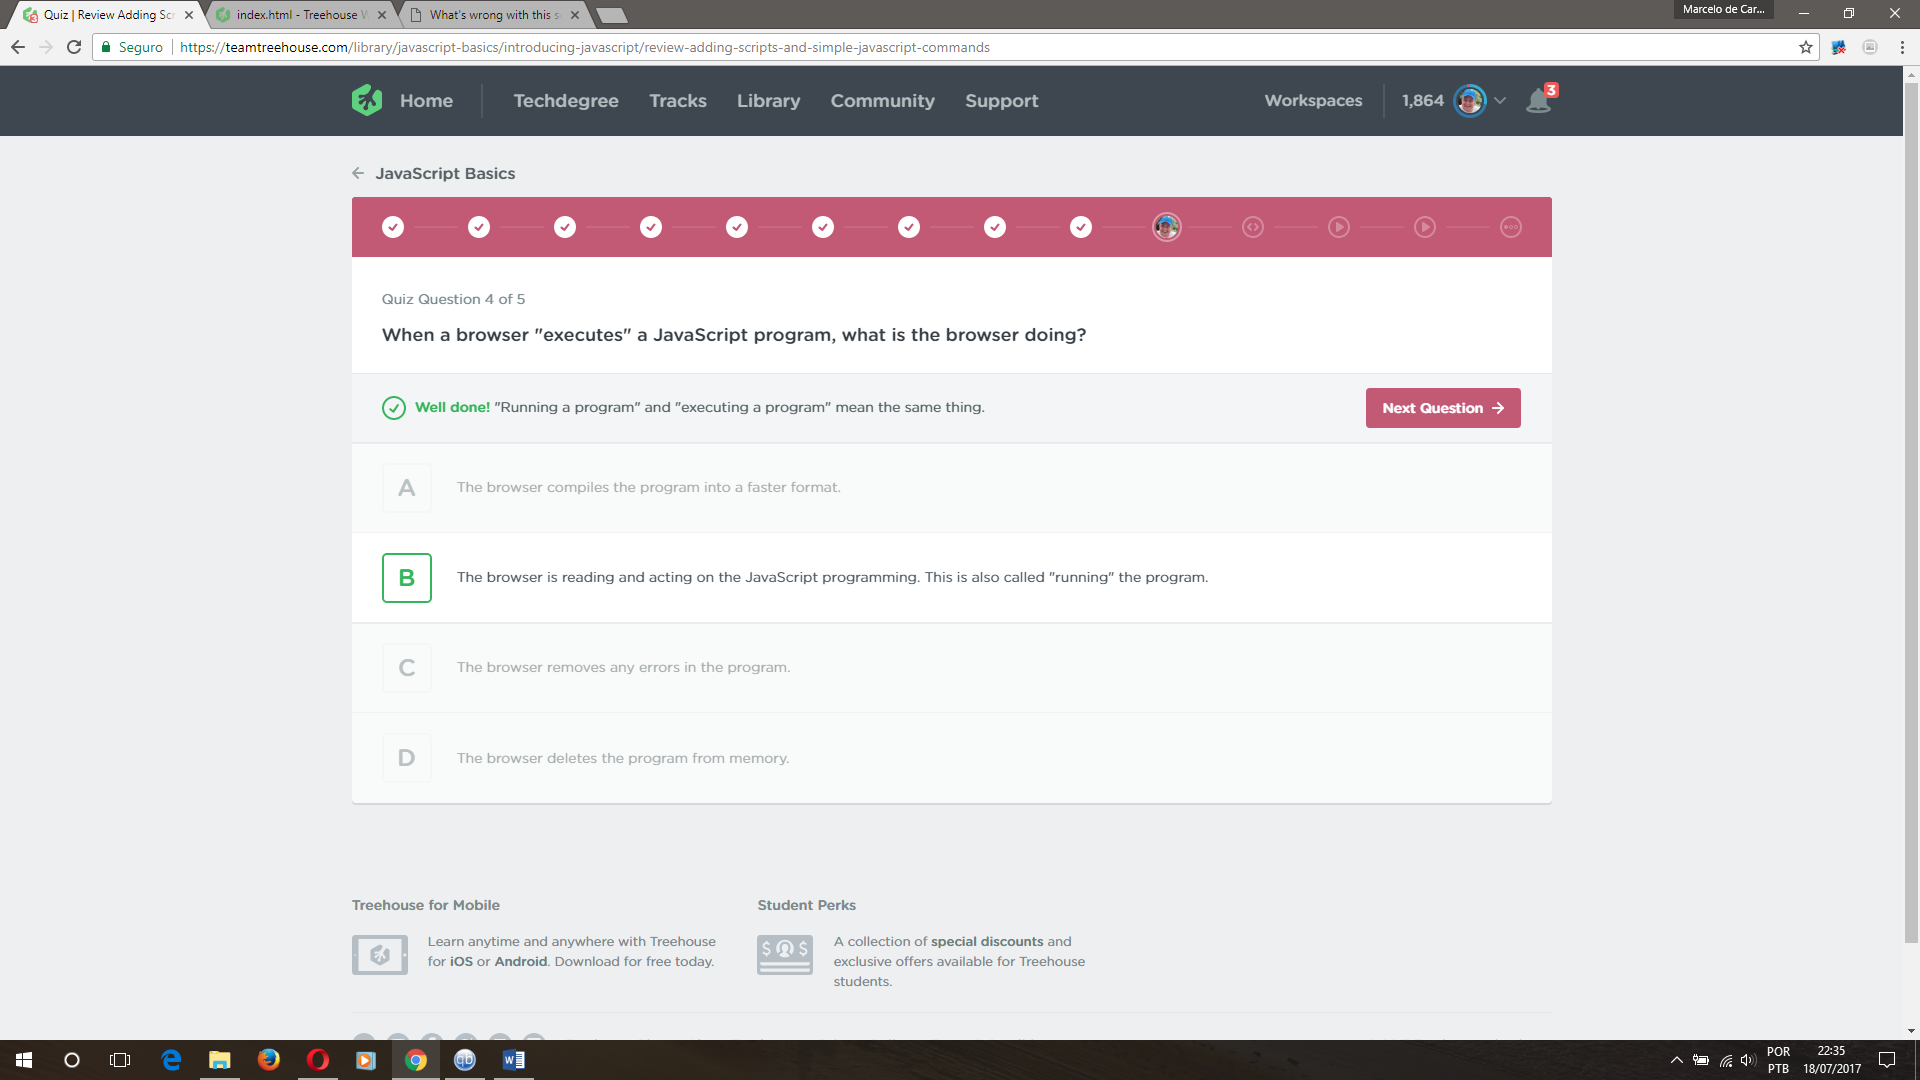 Quiz | Review Adding Scr
index.html - Treehouse W
What's wrong with this s
Marcelo de Car...
Seguro
https://teamtreehouse.com/library/javascript-basics/introducing-javascript/review-adding-scripts-and-simple-javascript-commands
Home
Techdegree
Tracks
Library
Community
Support
Workspaces
1,864
3
JavaScript Basics
Quiz Question 4 of 5
When a browser "executes" a JavaScript program, what is the browser doing?
Well done! "Running a program" and "executing a program" mean the same thing.
Next Question
A
The browser compiles the program into a faster format.
B
The browser is reading and acting on the JavaScript programming. This is also called "running" the program.
C
The browser removes any errors in the program.
D
The browser deletes the program from memory.
Treehouse for Mobile
Learn anytime and anywhere with Treehouse
for iOS or Android. Download for free today.
Student Perks
A collection of special discounts and
exclusive offers available for Treehouse
students.
qb
POR
PTB
22:35
18/07/2017